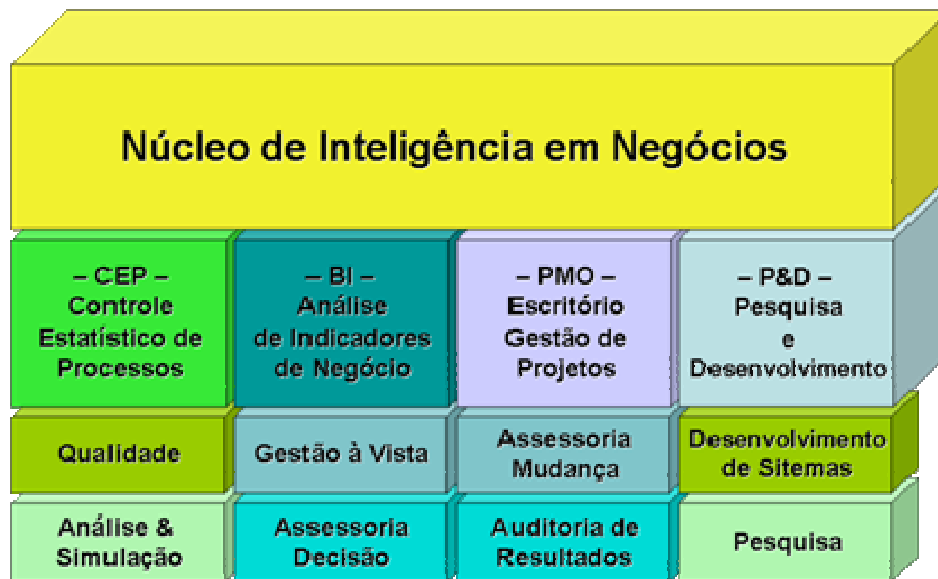 Núcleo de Inteligência em Negócios
– CEP –
Controle
Estatístico de
Processos
– BI –
Análise
de Indicadores
de Negócio
– PMO –
Escritório
Gestão de
Projetos
– P&D –
Pesquisa
e
Desenvolvimento
Qualidade
Gestão à Vista
Assessoria
Mudança
Desenvolvimento
de Sitemas
Análise &
Simulação
Assessoria
Decisão
Auditoria de
Resultados
Pesquisa